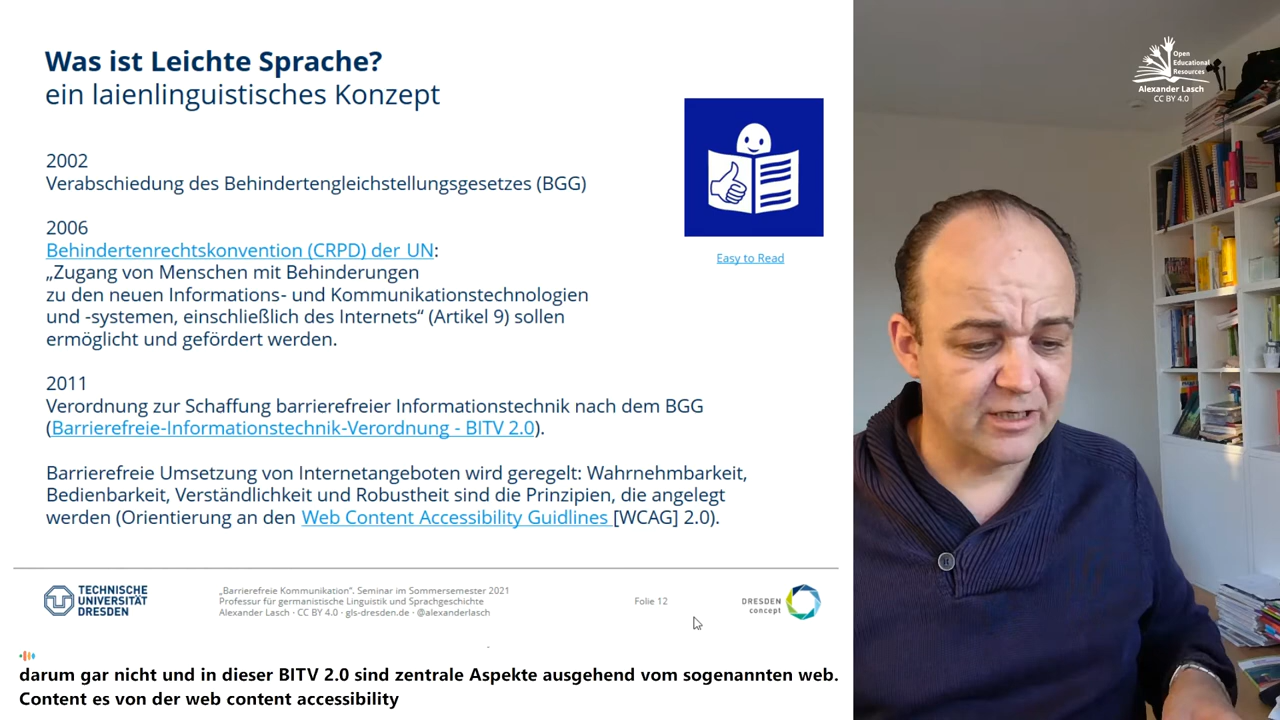 Was ist Leichte Sprache?
ein laienlinguistisches Konzept
2002
Verabschiedung des Behindertengleichstellungsgesetzes (BGG)
2006
Behindertenrechtskonvention (CRPD) der UN:
„Zugang von Menschen mit Behinderungen
zu den neuen Informations- und Kommunikationstechnologien
und -systemen, einschließlich des Internets“ (Artikel 9) sollen
ermöglicht und gefördert werden.
2011
Verordnung zur Schaffung barrierefreier Informationstechnik nach dem BGG
(Barrierefreie-Informationstechnik-Verordnung - BITV 2.0).
Barrierefreie Umsetzung von Internetangeboten wird geregelt: Wahrnehmbarkeit,
Bedienbarkeit, Verständlichkeit und Robustheit sind die Prinzipien, die angelegt
werden (Orientierung an den Web Content Accessibility Guidlines [WCAG] 2.0).
Easy to Read
TECHNISCHE
UNIVERSITÄT
DRESDEN
„Barrierefreie Kommunikation“. Seminar im Sommersemester 2021
Professur für germanistische Linguistik und Sprachgeschichte
Alexander Lasch · CC BY 4.0 · gls-dresden.de · @alexanderlasch
Folie 12
DRESDEN
concept
Open
Educational
Resources
Alexander Lasch
CC BY 4.0
darum gar nicht und in dieser BITV 2.0 sind zentrale Aspekte ausgehend vom sogenannten web.
Content es von der web content accessibility